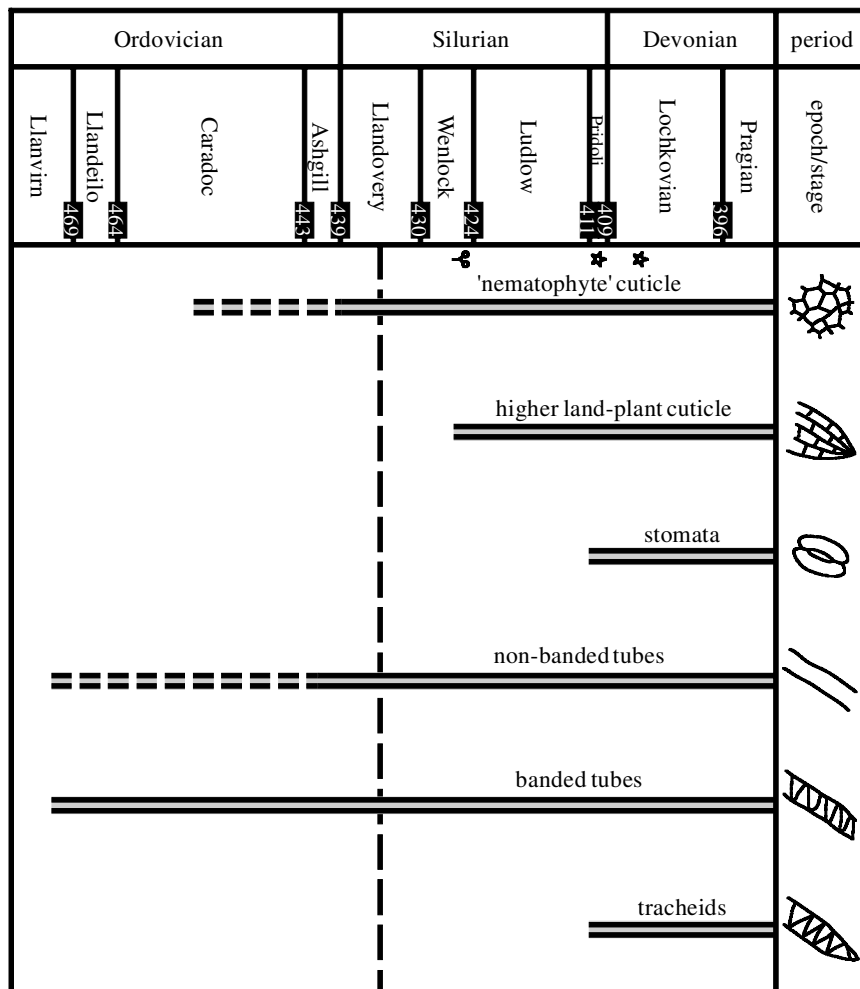 Ordovician
Silurian
Devonian
period
Llanvirn
Llandeilo
Caradoc
Ashgill
Llandovery
Wenlock
Ludlow
Pridoli
Lochkovian
Pragian
epoch/stage
469
464
443
439
430
424
411
409
396
'nematophyte' cuticle
higher land-plant cuticle
stomata
non-banded tubes
banded tubes
tracheids